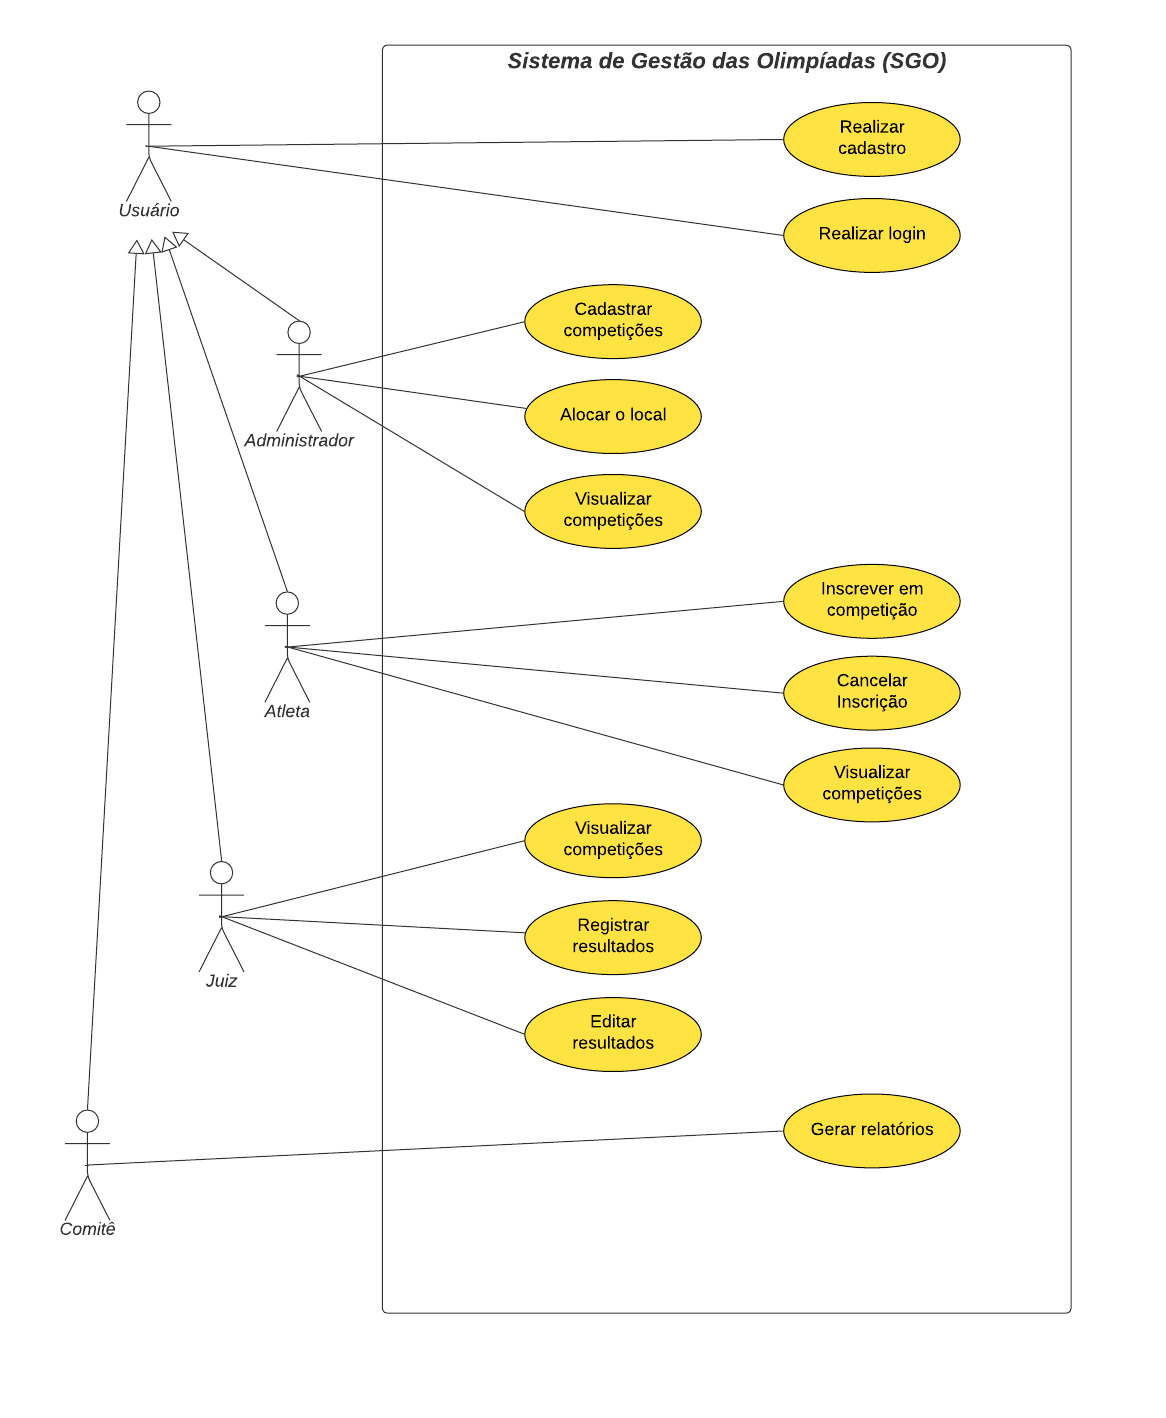 Sistema de Gestão das Olimpíadas (SGO)
Realizar
cadastro
Usuário
Realizar login
Cadastrar
competições
Alocar o local
Administrador
Visualizar
competições
Inscrever em
competição
Cancelar
Inscrição
Atleta
Visualizar
competições
Visualizar
competições
Registrar
resultados
Juiz
Editar
resultados
Gerar relatórios
Comitê